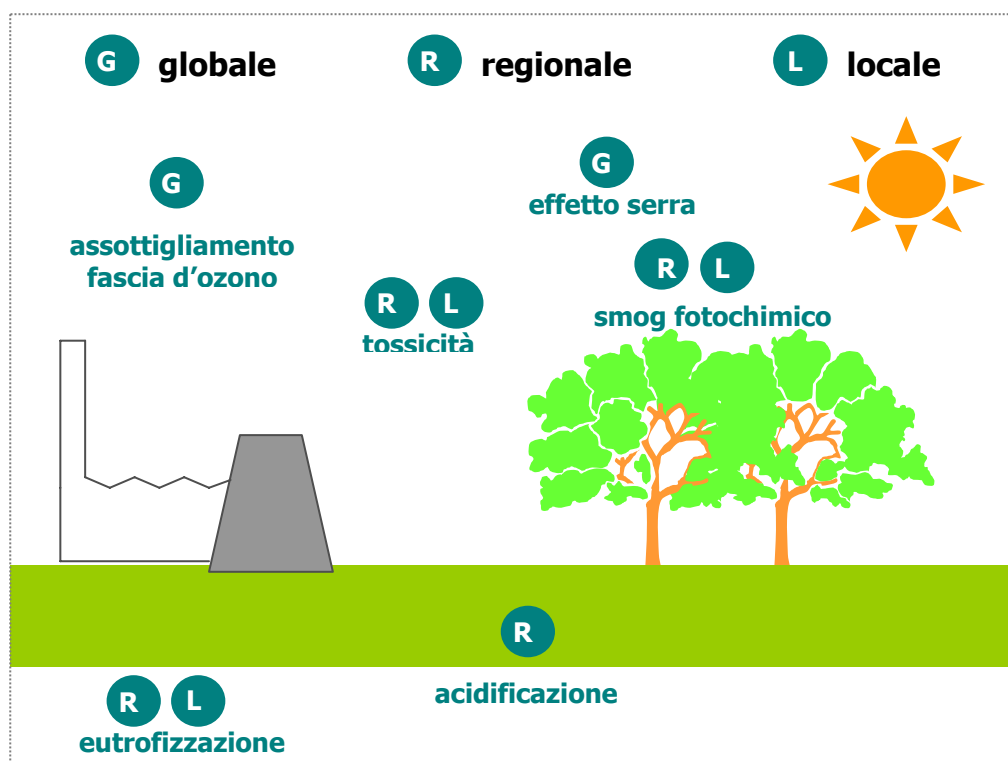 G globale R regionale L locale
G
assottigliamento
fascia d'ozono
G
effetto serra
R L
tossicità
R L
smog fotochimico
R
acidificazione
R L
eutrofizzazione